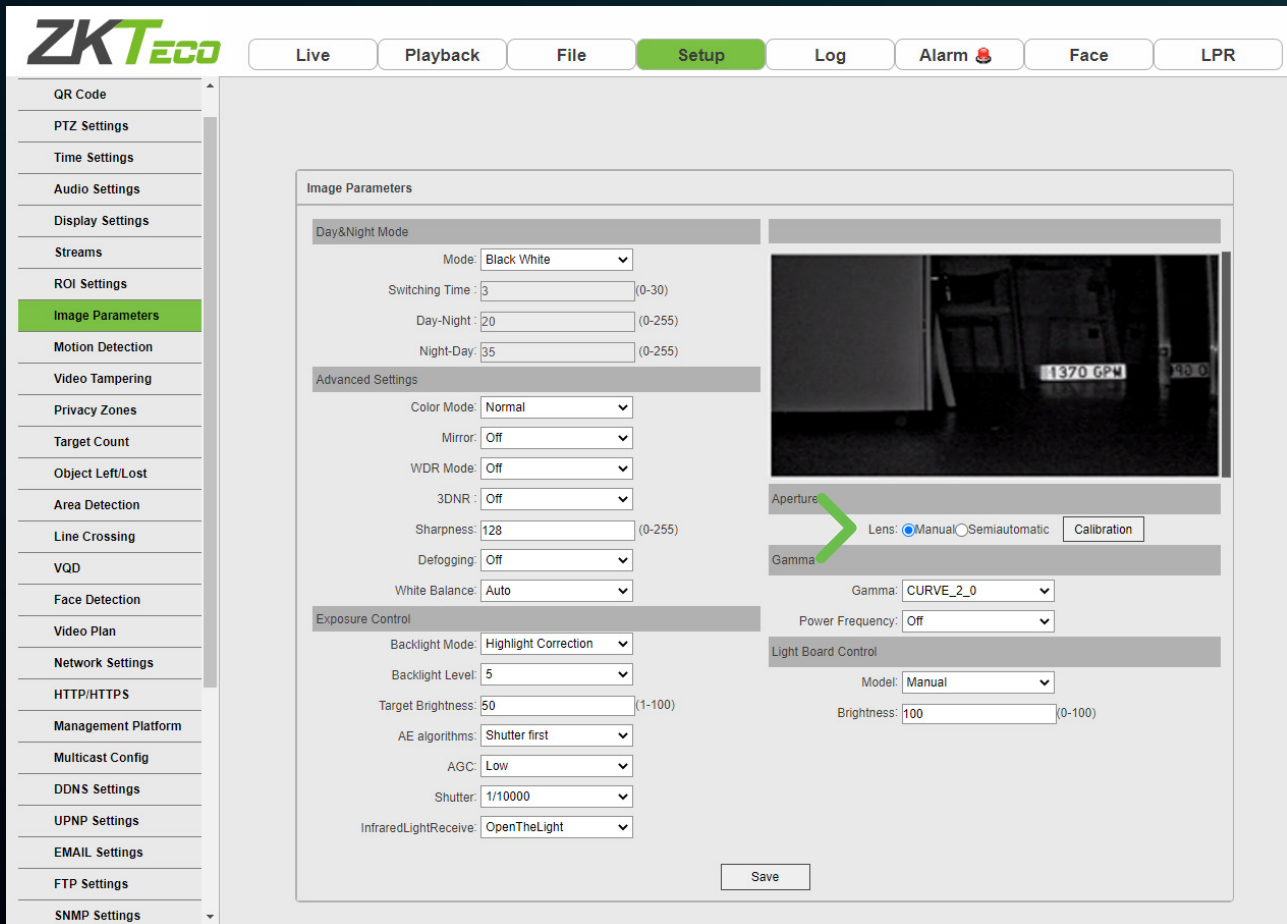 ZKTECO
Live Playback File Setup Log Alarm Face LPR
QR Code
PTZ Settings
Time Settings
Audio Settings
Display Settings
Streams
ROI Settings
Image Parameters
Motion Detection
Video Tampering
Privacy Zones
Target Count
Object Left/Lost
Area Detection
Line Crossing
VQD
Face Detection
Video Plan
Network Settings
HTTP/HTTPS
Management Platform
Multicast Config
DDNS Settings
UPNP Settings
EMAIL Settings
FTP Settings
SNMP Settings
Image Parameters
Day&Night Mode
Mode: Black White
Switching Time : 3 (0-30)
Day-Night : 20 (0-255)
Night-Day: 35 (0-255)
Advanced Settings
Color Mode: Normal
Mirror: Off
WDR Mode: Off
3DNR : Off
Sharpness: 128 (0-255)
Defogging: Off
White Balance: Auto
Exposure Control
Backlight Mode: Highlight Correction
Backlight Level: 5
Target Brightness: 50 (1-100)
AE algorithms: Shutter first
AGC: Low
Shutter: 1/10000
InfraredLightReceive: OpenTheLight
1370 GPW
Aperture
Lens: Manual Semiautomatic Calibration
Gamma
Gamma: CURVE_2_0
Power Frequency: Off
Light Board Control
Model: Manual
Brightness: 100 (0-100)
Save